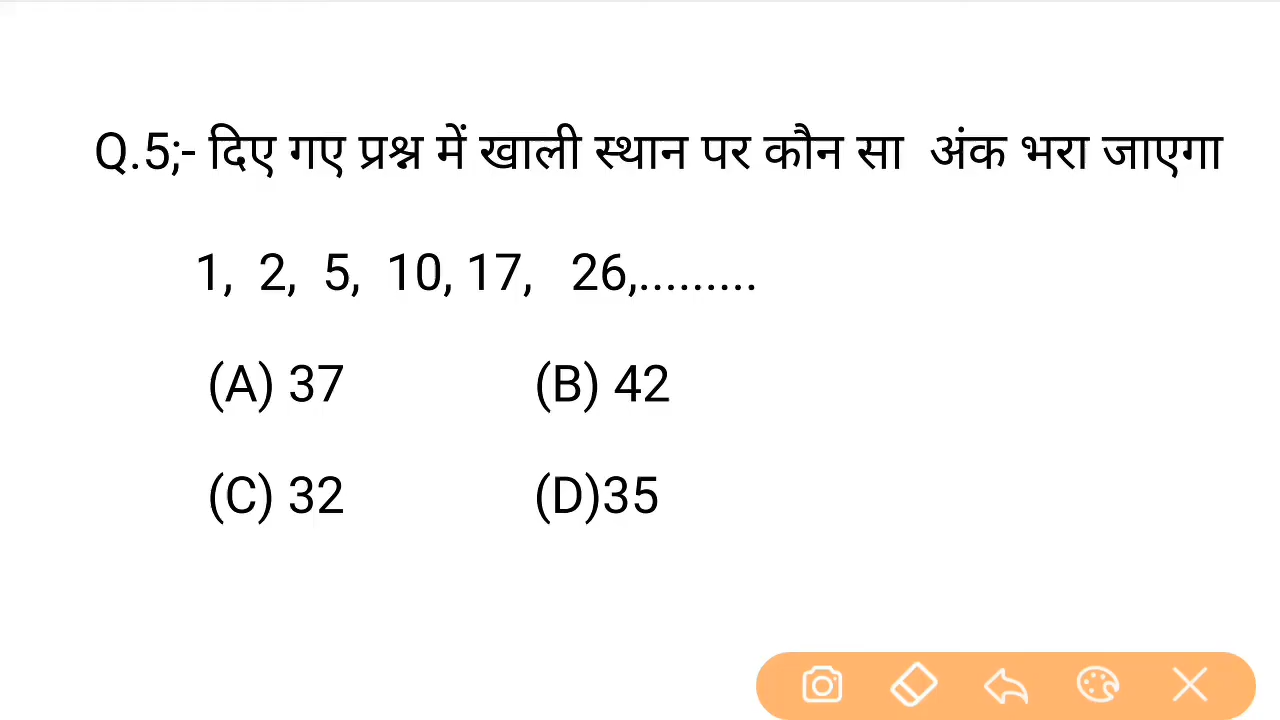 Q.5;- दिए गए प्रश्न में खाली स्थान पर कौन सा अंक भरा जाएगा
1, 2, 5, 10, 17, 26,.........
(A) 37 (B) 42
(C) 32 (D)35